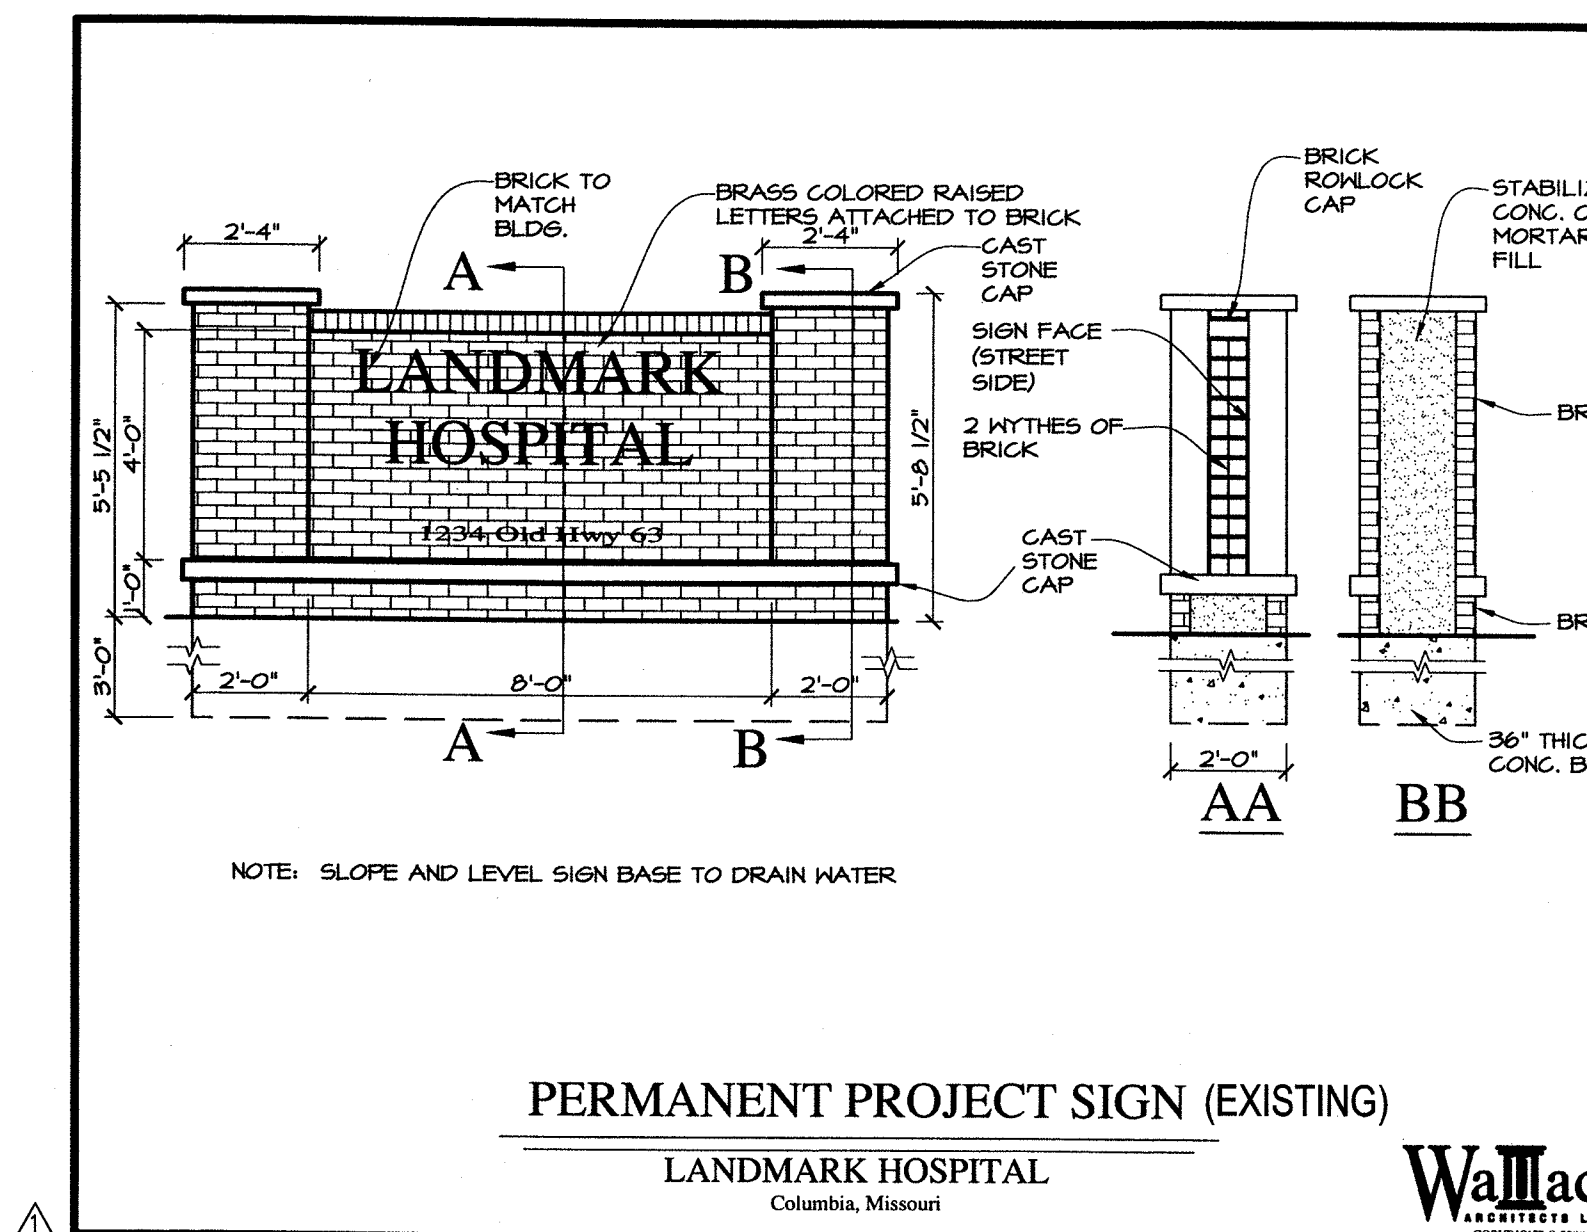 BRICK TO
MATCH
BLDG.
BRASS COLORED RAISED
LETTERS ATTACHED TO BRICK
2'-4"
2'-4"
A
B
CAST
STONE
CAP
BRICK
ROWLOCK
CAP
STABILIZ
CONC. C
MORTAR
FILL
SIGN FACE
(STREET
SIDE)
2 WYTHES OF
BRICK
CAST
STONE
CAP
LANDMARK
HOSPITAL
1234 Old Hwy 63
5'-5 1/2"
4'-0"
1'-0"
3'-0"
5'-8 1/2"
BR
BR
2'-0"
8'-0"
2'-0"
A
B
2'-0"
36" THIC
CONC. B
AA
BB
NOTE: SLOPE AND LEVEL SIGN BASE TO DRAIN WATER
PERMANENT PROJECT SIGN (EXISTING)
LANDMARK HOSPITAL
Columbia, Missouri
Wallac
ARCHITECTS L
1